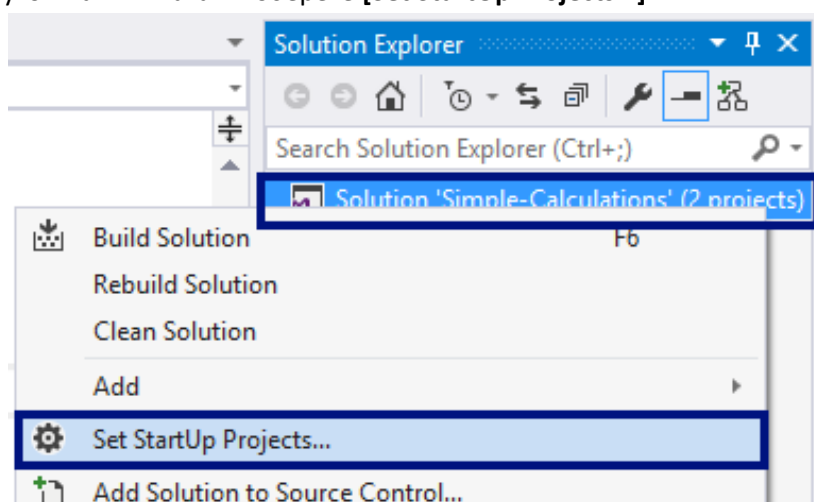 Solution Explorer
Search Solution Explorer (Ctrl+;)
Solution 'Simple-Calculations' (2 projects)
Build Solution F6
Rebuild Solution
Clean Solution
Add
Set StartUp Projects...
Add Solution to Source Control...